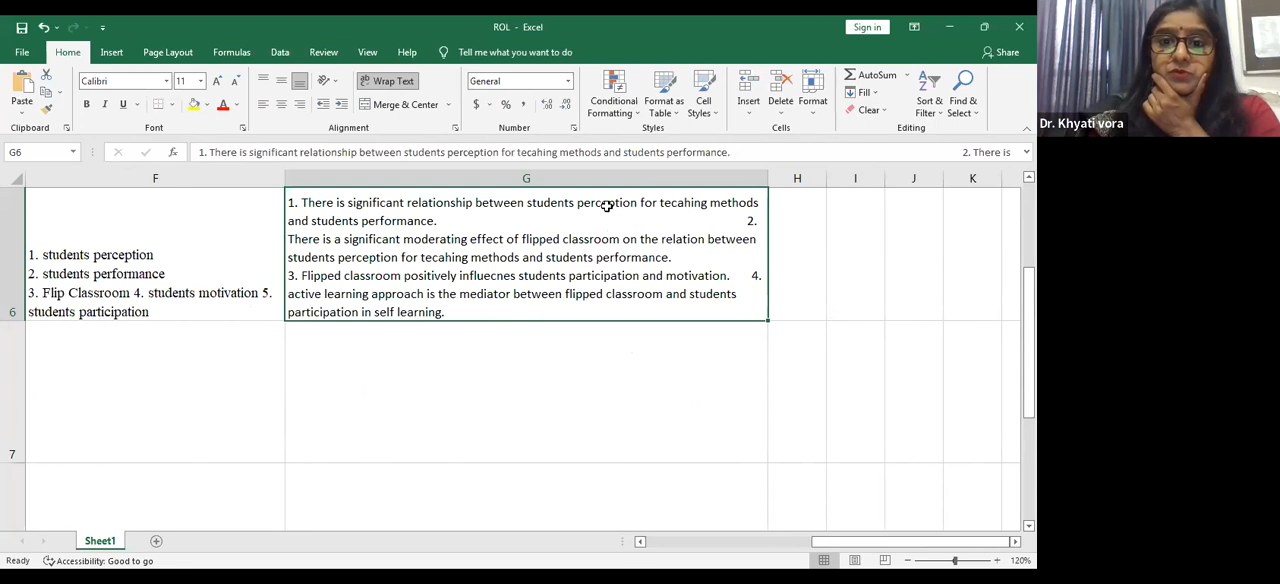 ROL - Excel
Sign in
File Home Insert Page Layout Formulas Data Review View Help Tell me what you want to do
Share
Paste
Calibri 11
B I U A
Wrap Text
Merge & Center
General
$ % ,
Conditional Formatting
Format as Table
Cell Styles
Insert Delete Format
AutoSum
Fill
Clear
Sort & Filter
Find & Select
Clipboard Font Alignment Number Styles Cells Editing
Dr. Khyati vora
G6 fx 1. There is significant relationship between students perception for tecahing methods and students performance. 2. There is
F G H I J K
1. There is significant relationship between students perception for tecahing methods
and students performance. 2.
There is a significant moderating effect of flipped classroom on the relation between
students perception for tecahing methods and students performance.
3. Flipped classroom positively influecnes students participation and motivation. 4.
active learning approach is the mediator between flipped classroom and students
participation in self learning.
1. students perception
2. students performance
3. Flip Classroom 4. students motivation 5.
students participation
6
7
Sheet1
Ready Accessibility: Good to go 120%